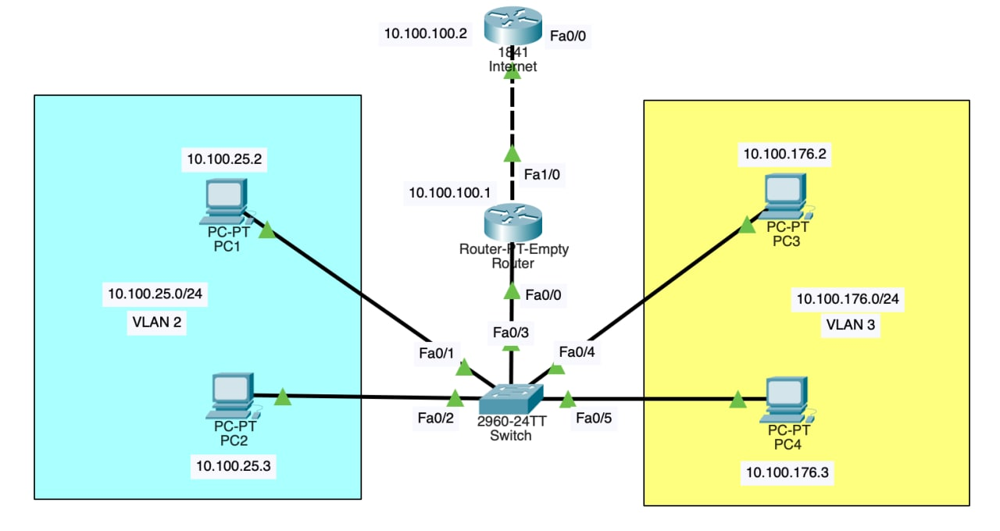 10.100.100.2
Fa0/0
1841
Internet
Fa1/0
10.100.100.1
Router-PT-Empty
Router
Fa0/0
Fa0/3
10.100.25.2
PC-PT
PC1
10.100.25.0/24
VLAN 2
Fa0/1
PC-PT
PC2
10.100.25.3
Fa0/2
2960-24TT
Switch
10.100.176.2
PC-PT
PC3
10.100.176.0/24
VLAN 3
Fa0/4
Fa0/5
PC-PT
PC4
10.100.176.3